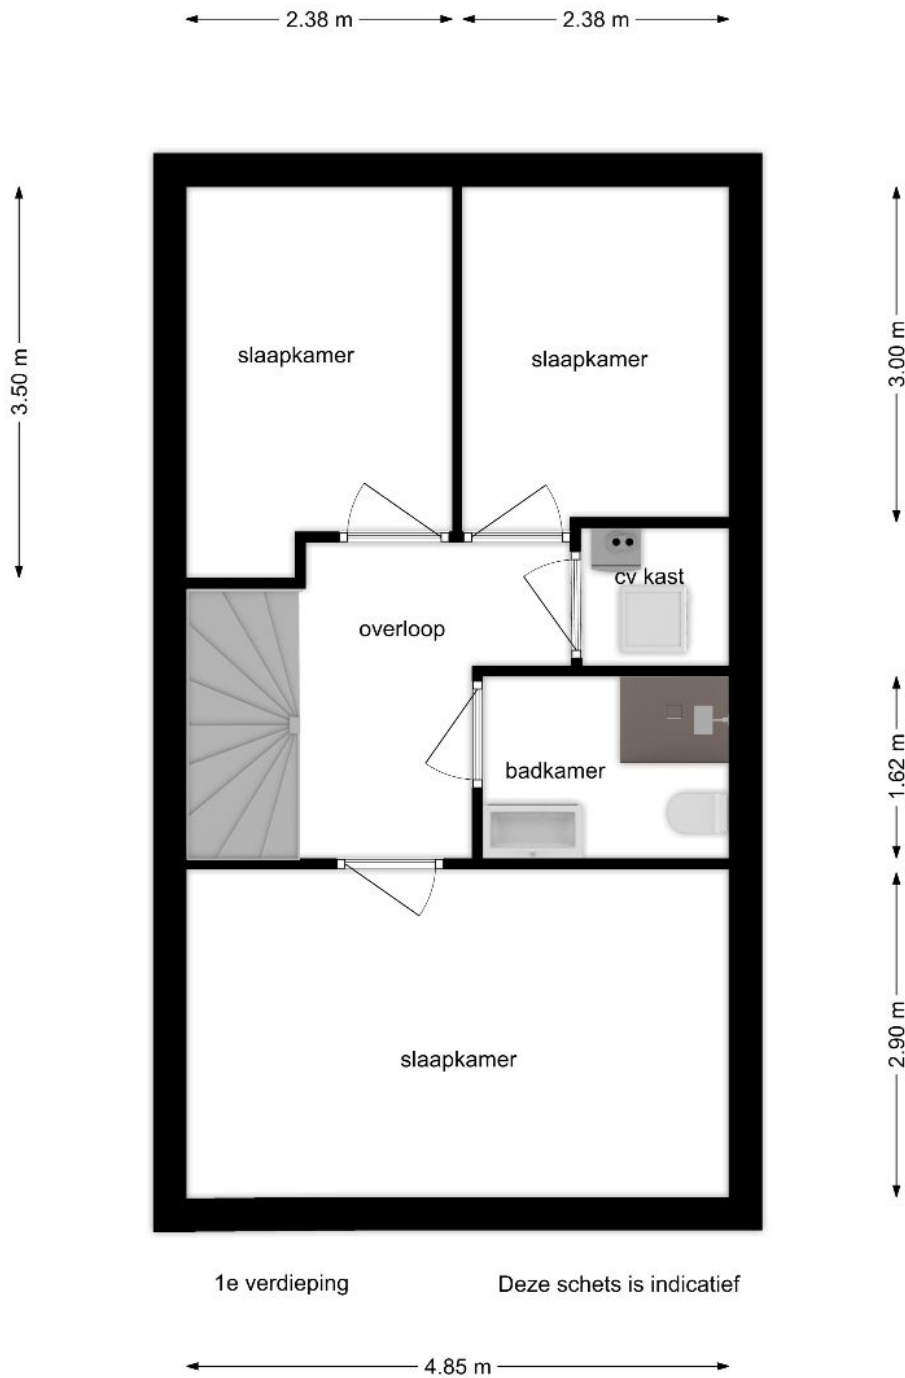 2.38 m
2.38 m
3.50 m
3.00 m
slaapkamer
slaapkamer
cv kast
overloop
1.62 m
badkamer
2.90 m
slaapkamer
1e verdieping
Deze schets is indicatief
4.85 m